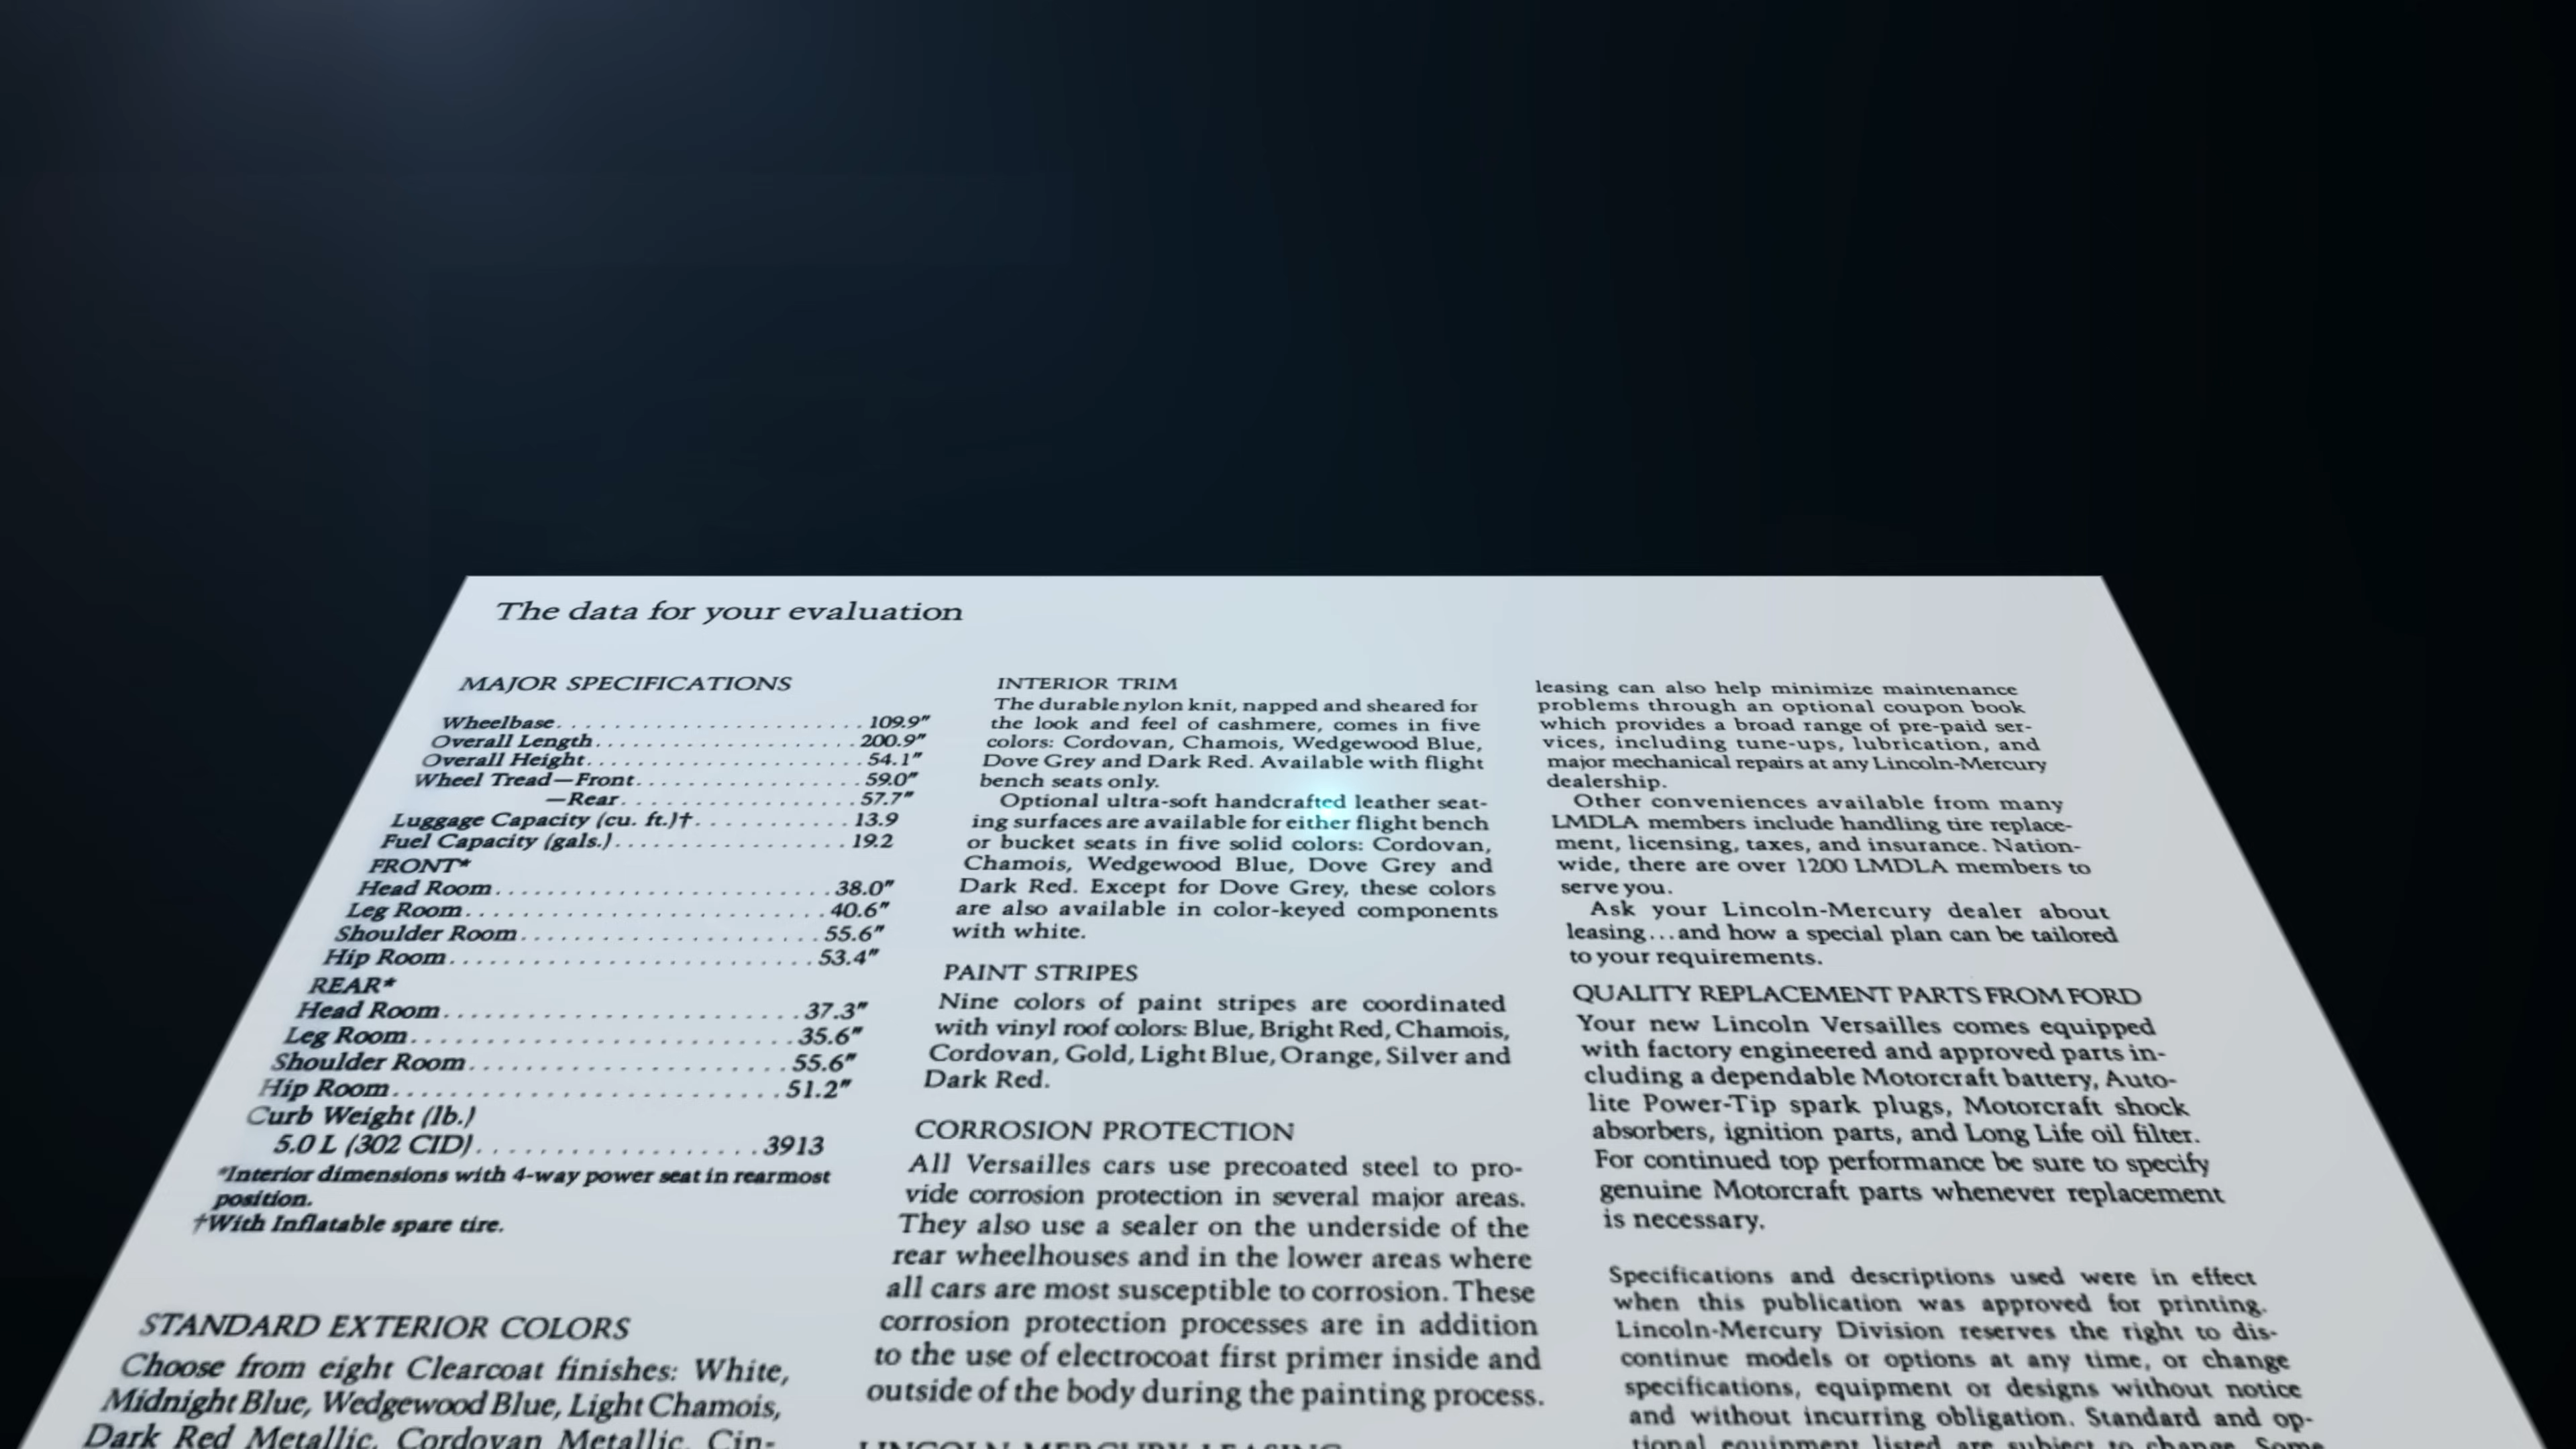 The data for your evaluation
MAJOR SPECIFICATIONS
Wheelbase........................109.9"
Overall Length....................200.9"
Overall Height......................54.1"
Wheel Tread—Front.................59.0"
—Rear.................57.7"
Luggage Capacity (cu. ft.)†............13.9
Fuel Capacity (gals.)..................19.2
FRONT*
Head Room........................38.0"
Leg Room..........................40.6"
Shoulder Room.....................55.6"
Hip Room..........................53.4"
REAR*
Head Room........................37.3"
Leg Room..........................35.6"
Shoulder Room.....................55.6"
Hip Room..........................51.2"
Curb Weight (lb.)
5.0 L (302 CID)..................3913
*Interior dimensions with 4-way power seat in rearmost
position.
†With Inflatable spare tire.
STANDARD EXTERIOR COLORS
Choose from eight Clearcoat finishes: White,
Midnight Blue, Wedgewood Blue, Light Chamois,
Dark Red Metallic, Cordovan Metallic, Cin-
INTERIOR TRIM
The durable nylon knit, napped and sheared for
the look and feel of cashmere, comes in five
colors: Cordovan, Chamois, Wedgewood Blue,
Dove Grey and Dark Red. Available with flight
bench seats only.
Optional ultra-soft handcrafted leather seat-
ing surfaces are available for either flight bench
or bucket seats in five solid colors: Cordovan,
Chamois, Wedgewood Blue, Dove Grey and
Dark Red. Except for Dove Grey, these colors
are also available in color-keyed components
with white.
PAINT STRIPES
Nine colors of paint stripes are coordinated
with vinyl roof colors: Blue, Bright Red, Chamois,
Cordovan, Gold, Light Blue, Orange, Silver and
Dark Red.
CORROSION PROTECTION
All Versailles cars use precoated steel to pro-
vide corrosion protection in several major areas.
They also use a sealer on the underside of the
rear wheelhouses and in the lower areas where
all cars are most susceptible to corrosion. These
corrosion protection processes are in addition
to the use of electrocoat first primer inside and
outside of the body during the painting process.
LINCOLN-MERCURY LEASING
leasing can also help minimize maintenance
problems through an optional coupon book
which provides a broad range of pre-paid ser-
vices, including tune-ups, lubrication, and
major mechanical repairs at any Lincoln-Mercury
dealership.
Other conveniences available from many
LMDLA members include handling tire replace-
ment, licensing, taxes, and insurance. Nation-
wide, there are over 1200 LMDLA members to
serve you.
Ask your Lincoln-Mercury dealer about
leasing...and how a special plan can be tailored
to your requirements.
QUALITY REPLACEMENT PARTS FROM FORD
Your new Lincoln Versailles comes equipped
with factory engineered and approved parts in-
cluding a dependable Motorcraft battery, Auto-
lite Power-Tip spark plugs, Motorcraft shock
absorbers, ignition parts, and Long Life oil filter.
For continued top performance be sure to specify
genuine Motorcraft parts whenever replacement
is necessary.
Specifications and descriptions used were in effect
when this publication was approved for printing.
Lincoln-Mercury Division reserves the right to dis-
continue models or options at any time, or change
specifications, equipment or designs without notice
and without incurring obligation. Standard and op-
tional equipment listed are subject to change. Some